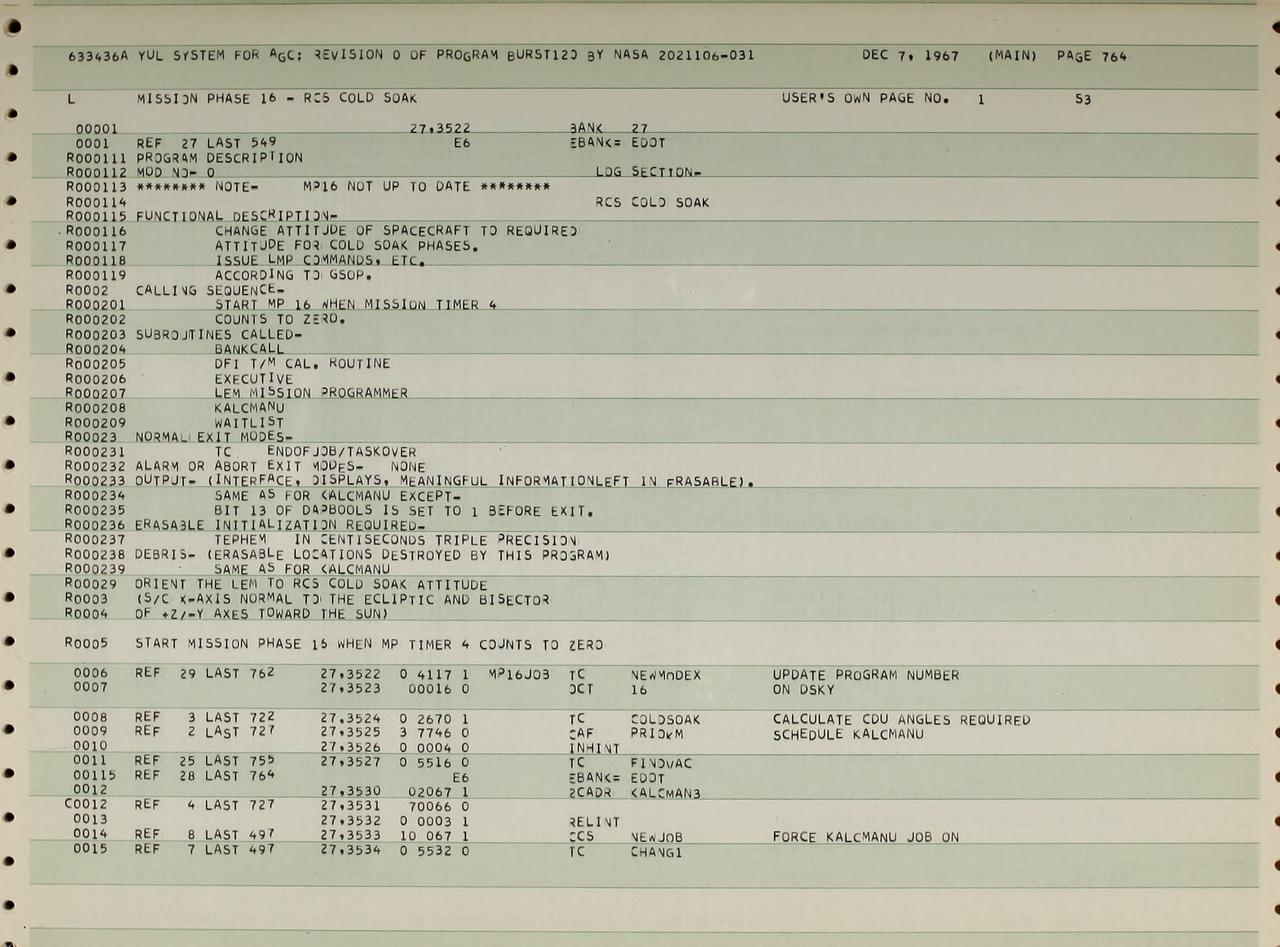 633436A YUL SYSTEM FOR AGC: REVISION 0 OF PROGRAM BURST120 BY NASA 2021106-031 DEC 7, 1967 (MAIN) PAGE 764
L MISSION PHASE 16 - RCS COLD SOAK USER'S OWN PAGE NO. 1 S3
00001 27,3522 BANK 27
0001 REF 27 LAST 549 E6 EBANK= EDOT
R000111 PROGRAM DESCRIPTION
R000112 MOD NO- 0 LOG SECTION-
R000113 ******** NOTE- MP16 NOT UP TO DATE ********
R000114 RCS COLD SOAK
R000115 FUNCTIONAL DESCRIPTION-
R000116 CHANGE ATTITUDE OF SPACECRAFT TO REQUIRED
R000117 ATTITUDE FOR COLD SOAK PHASES.
R000118 ISSUE LMP COMMANDS, ETC.
R000119 ACCORDING TO GSOP.
R0002 CALLING SEQUENCE-
R000201 START MP 16 WHEN MISSION TIMER 4
R000202 COUNTS TO ZERO.
R000203 SUBROUTINES CALLED-
R000204 BANKCALL
R000205 DFI T/M CAL. ROUTINE
R000206 EXECUTIVE
R000207 LEM MISSION PROGRAMMER
R000208 KALCMANU
R000209 WAITLIST
R00023 NORMAL EXIT MODES-
R000231 TC ENDOFJOB/TASKOVER
R000232 ALARM OR ABORT EXIT MODES- NONE
R000233 OUTPUT- (INTERFACE, DISPLAYS, MEANINGFUL INFORMATIONLEFT IN ERASABLE).
R000234 SAME AS FOR KALCMANU EXCEPT-
R000235 BIT 13 OF DAPBOOLS IS SET TO 1 BEFORE EXIT.
R000236 ERASABLE INITIALIZATION REQUIRED-
R000237 TEPHEM IN CENTISECONDS TRIPLE PRECISION
R000238 DEBRIS- (ERASABLE LOCATIONS DESTROYED BY THIS PROGRAM)
R000239 SAME AS FOR KALCMANU
R00029 ORIENT THE LEM TO RCS COLD SOAK ATTITUDE
R0003 (S/C X-AXIS NORMAL TO THE ECLIPTIC AND BISECTOR
R0004 OF +Z/-Y AXES TOWARD THE SUN)
R0005 START MISSION PHASE 16 WHEN MP TIMER 4 COUNTS TO ZERO
0006 REF 29 LAST 762 27,3522 0 4117 1 MP16JOB TC NEWMODEX UPDATE PROGRAM NUMBER
0007 27,3523 00016 0 OCT 16 ON DSKY
0008 REF 3 LAST 722 27,3524 0 2670 1 TC COLDSOAK CALCULATE CDU ANGLES REQUIRED
0009 REF 2 LAST 727 27,3525 3 7746 0 CAF PRIOKM SCHEDULE KALCMANU
0010 27,3526 0 0004 0 INHINT
0011 REF 25 LAST 755 27,3527 0 5516 0 TC FINDVAC
00115 REF 28 LAST 764 E6 EBANK= EDOT
0012 27,3530 02067 1 2CADR KALCMAN3
C0012 REF 4 LAST 727 27,3531 70066 0
0013 27,3532 0 0003 1 RELINT
0014 REF 8 LAST 497 27,3533 10 067 1 CCS NEWJOB FORCE KALCMANU JOB ON
0015 REF 7 LAST 497 27,3534 0 5532 0 TC CHANG1